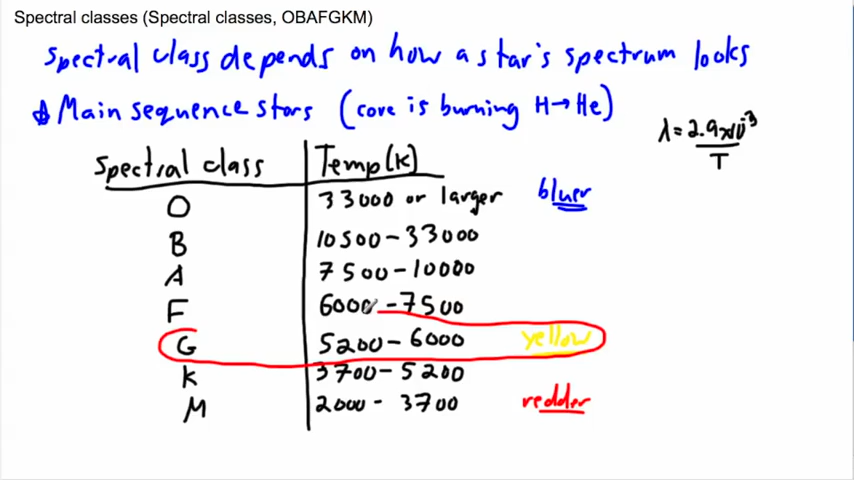 Spectral classes (Spectral classes, OBAFGKM)
Spectral class depends on how a star's spectrum looks
Main sequence stars (core is burning H→He)
λ = 2.9x10^-3 / T
Spectral class Temp(K)
O 33000 or larger bluer
B 10500-33000
A 7500-10000
F 6000-7500
G 5200-6000 yellow
K 3700-5200
M 2000-3700 redder